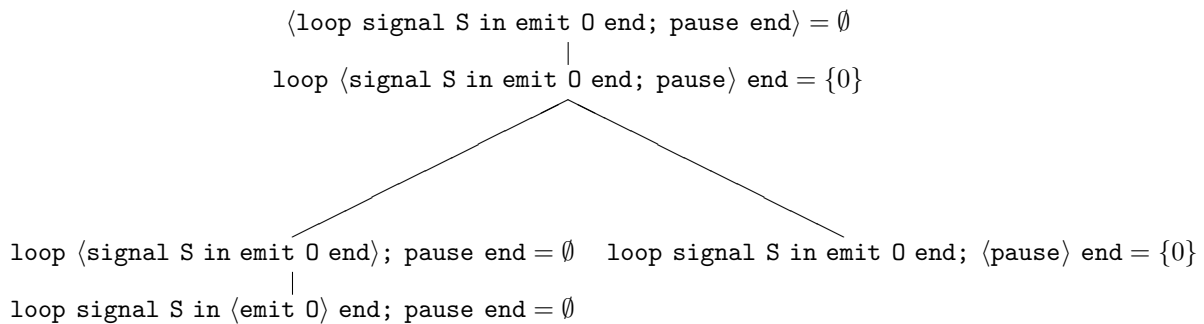 ⟨loop signal S in emit O end; pause end⟩ = ∅
loop ⟨signal S in emit O end; pause⟩ end = {0}
loop ⟨signal S in emit O end⟩; pause end = ∅ loop signal S in emit O end; ⟨pause⟩ end = {0}
loop signal S in ⟨emit O⟩ end; pause end = ∅